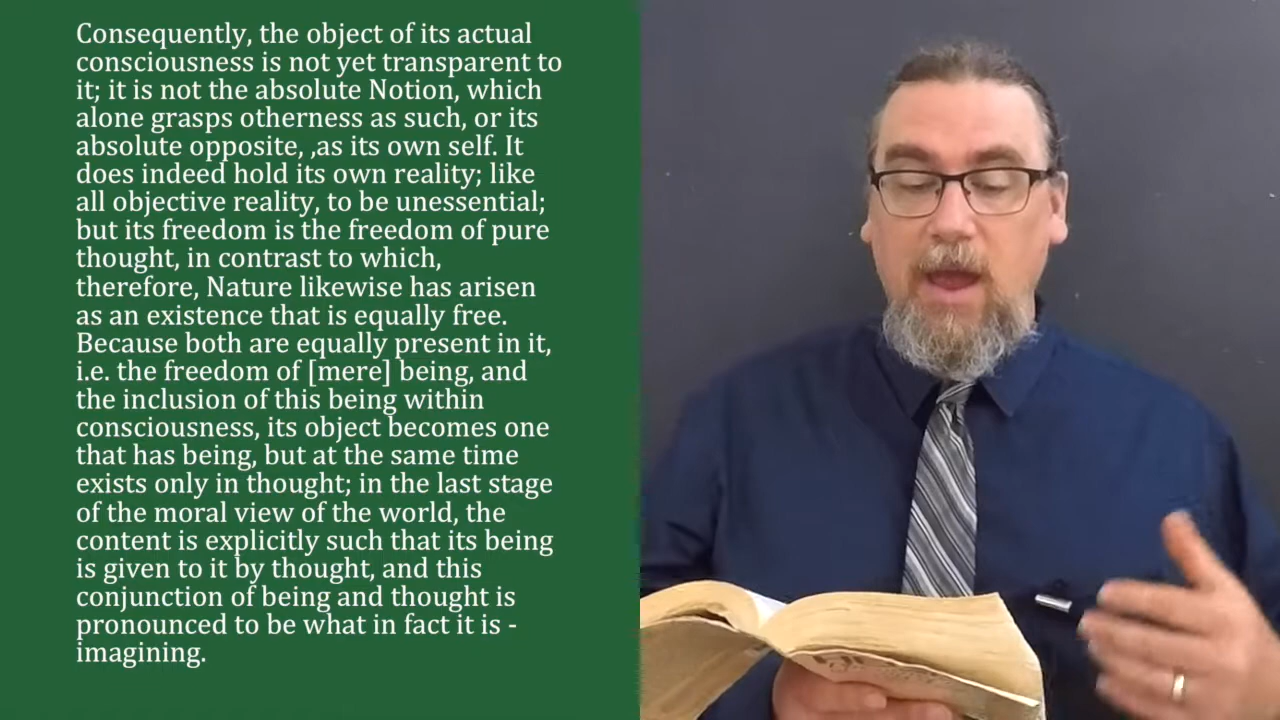 Consequently, the object of its actual
consciousness is not yet transparent to
it; it is not the absolute Notion, which
alone grasps otherness as such, or its
absolute opposite, ,as its own self. It
does indeed hold its own reality; like
all objective reality, to be unessential;
but its freedom is the freedom of pure
thought, in contrast to which,
therefore, Nature likewise has arisen
as an existence that is equally free.
Because both are equally present in it,
i.e. the freedom of [mere] being, and
the inclusion of this being within
consciousness, its object becomes one
that has being, but at the same time
exists only in thought; in the last stage
of the moral view of the world, the
content is explicitly such that its being
is given to it by thought, and this
conjunction of being and thought is
pronounced to be what in fact it is -
imagining.